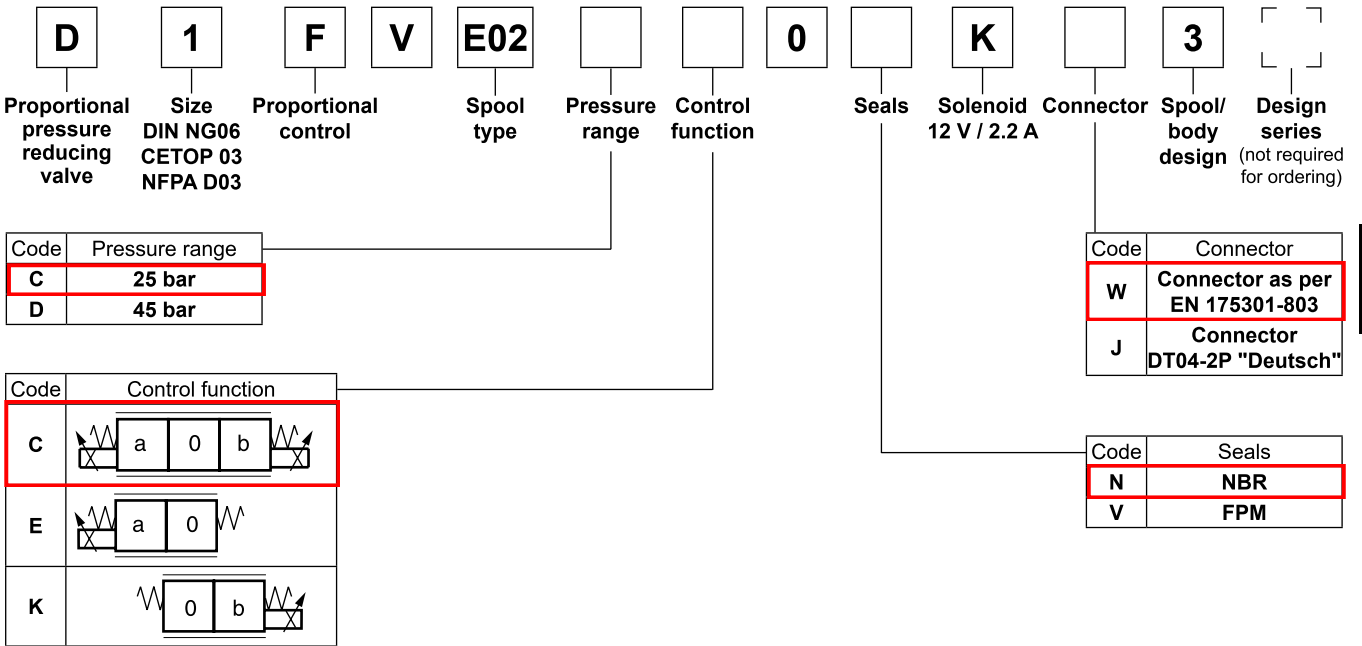 D 1 F V E02 0 K 3
Proportional pressure reducing valve
Size DIN NG06 CETOP 03 NFPA D03
Proportional control
Spool type
Pressure range
Control function
Seals
Solenoid 12 V / 2.2 A
Connector
Spool/ body design
Design series (not required for ordering)
Code Pressure range
C 25 bar
D 45 bar
Code Connector
W Connector as per EN 175301-803
J Connector DT04-2P "Deutsch"
Code Control function
C a 0 b
E a 0
K 0 b
Code Seals
N NBR
V FPM